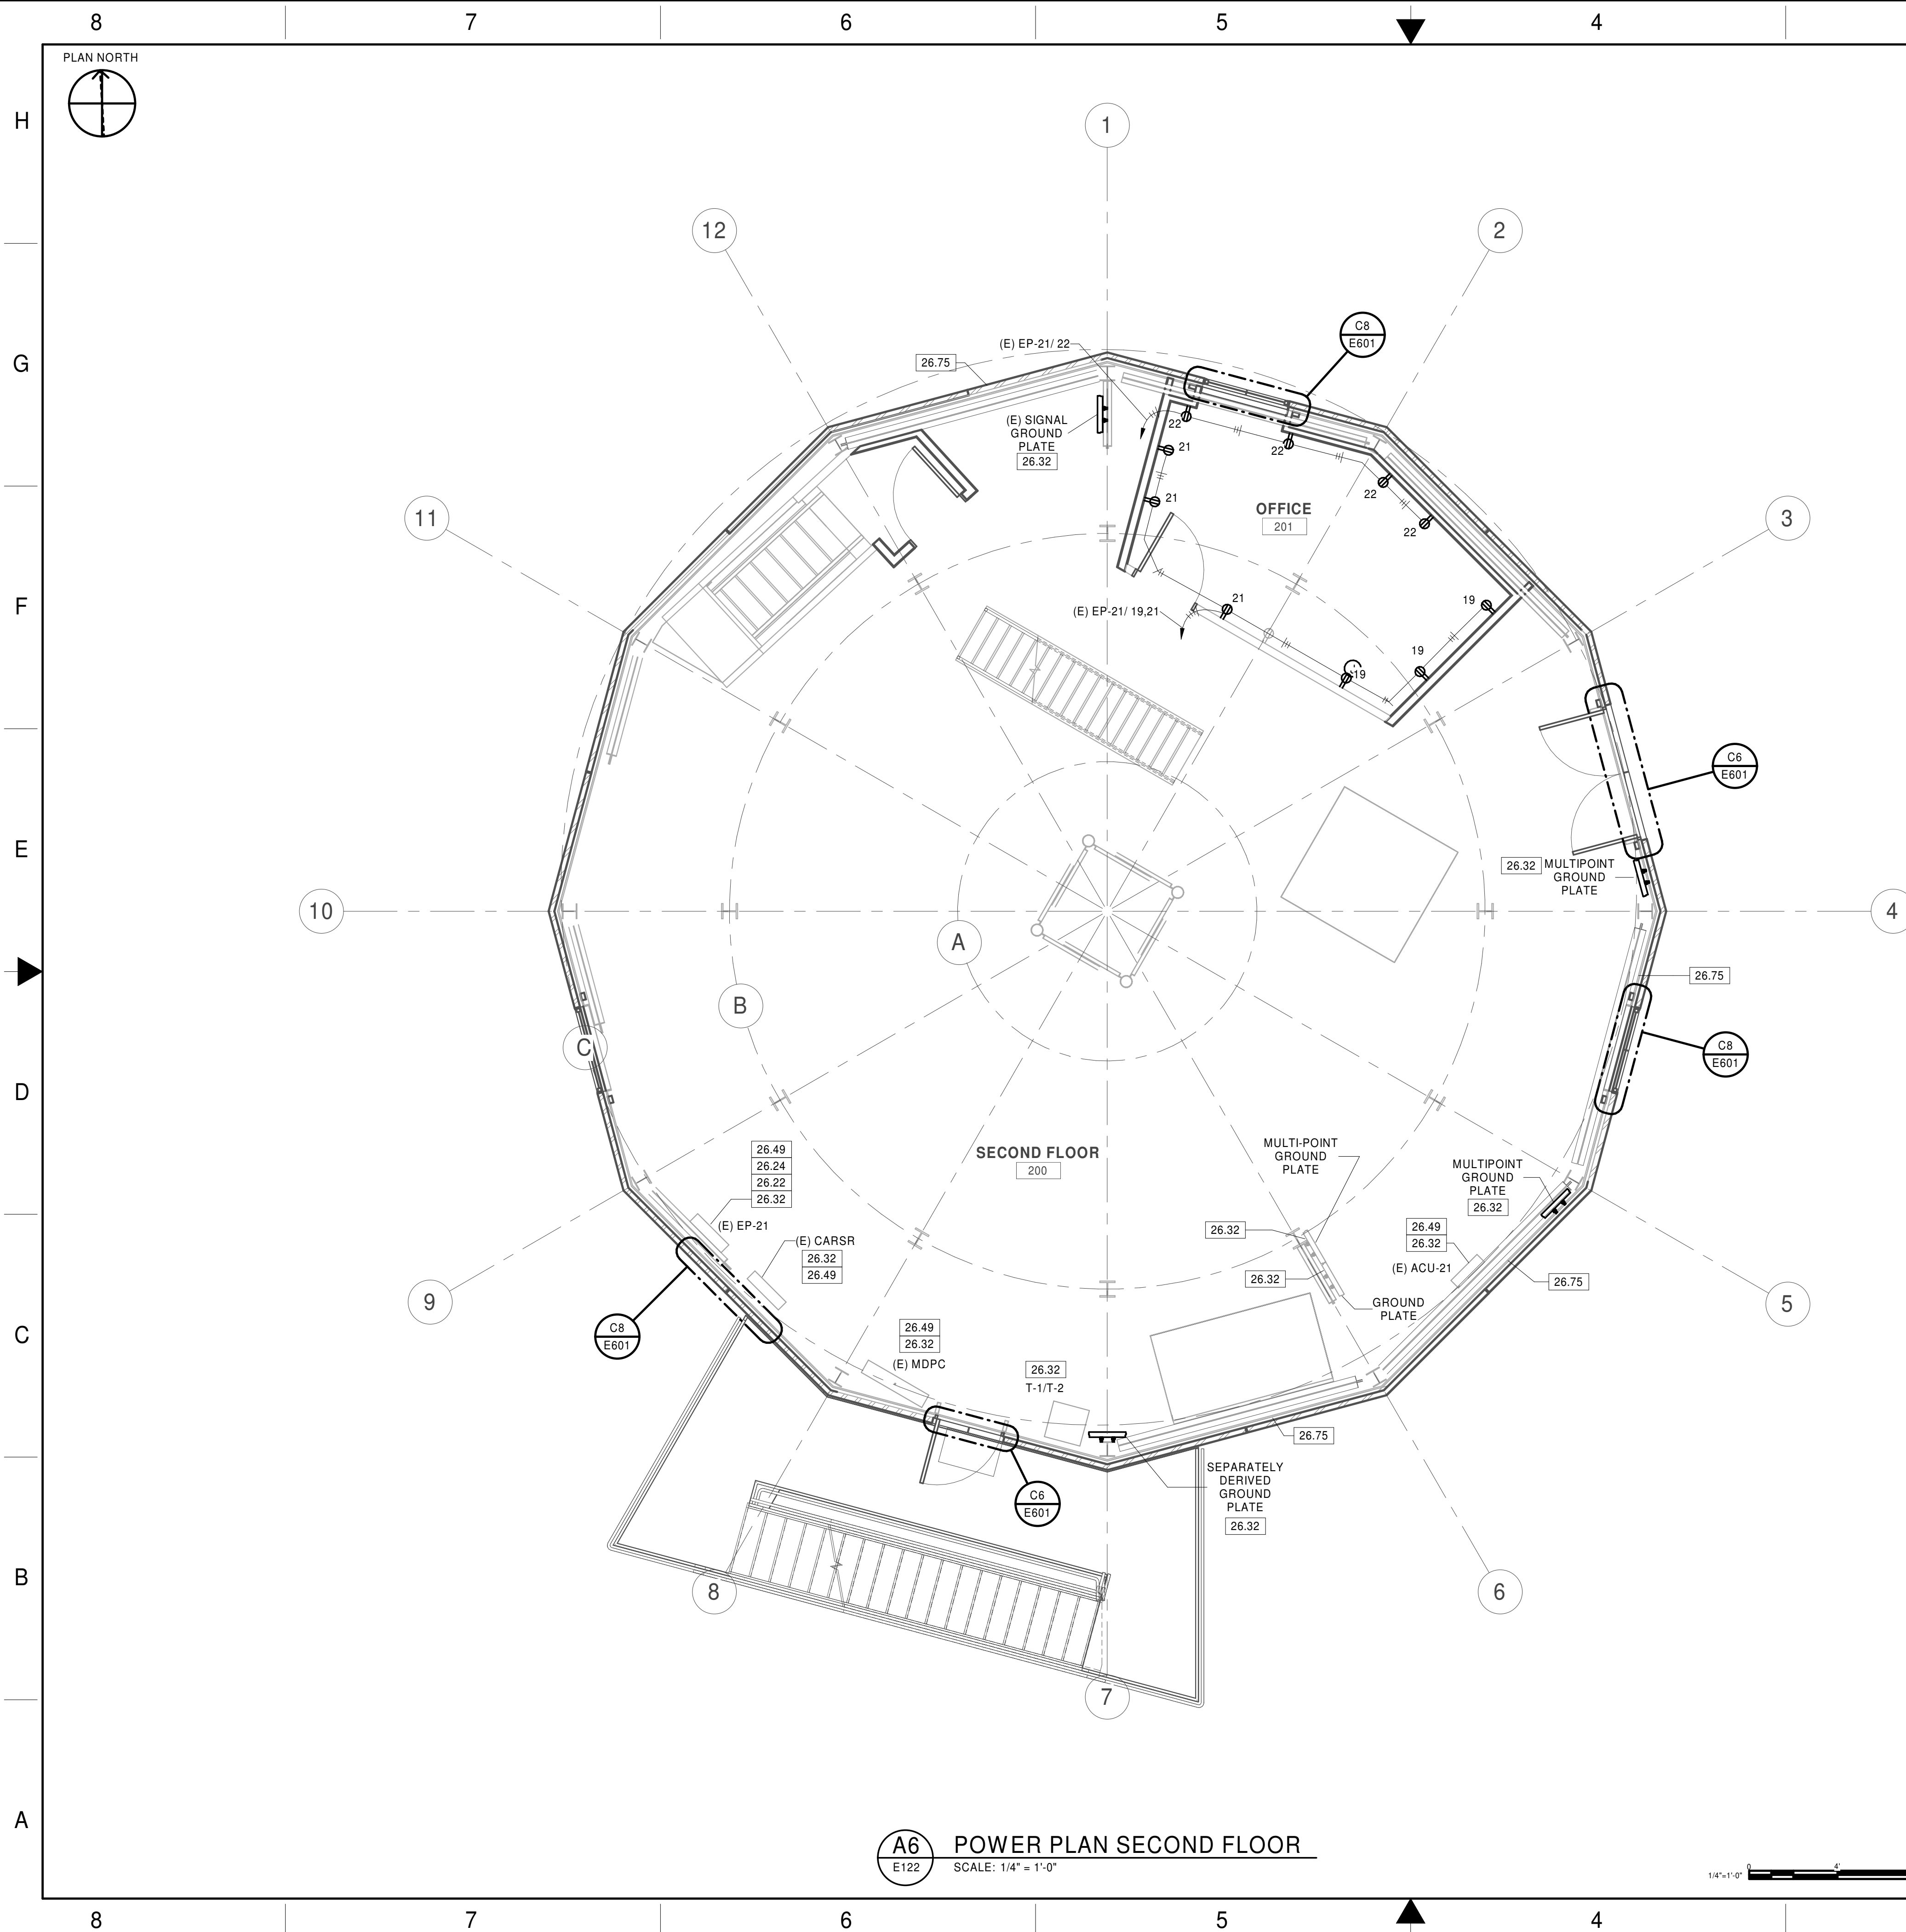 8 7 6 5 4
PLAN NORTH
H
1
12
2
C8
E601
G
(E) EP-21/ 22
26.75
(E) SIGNAL
GROUND
PLATE
26.32
22
21
22
22
21
OFFICE
201
22
11
3
F
21
19
(E) EP-21/ 19,21
19
19
C6
E601
E
26.32
MULTIPOINT
GROUND
PLATE
10
4
A
26.75
B
C
C8
E601
D
SECOND FLOOR
200
MULTI-POINT
GROUND
PLATE
MULTIPOINT
GROUND
PLATE
26.32
26.49
26.24
26.22
26.32
(E) EP-21
(E) CARSR
26.32
26.49
26.32
26.32
26.49
26.32
(E) ACU-21
26.75
GROUND
PLATE
9
5
C
C8
E601
26.49
26.32
(E) MDPC
26.32
T-1/T-2
26.75
SEPARATELY
DERIVED
GROUND
PLATE
26.32
C6
E601
B
8
6
7
A
A6
E122
POWER PLAN SECOND FLOOR
SCALE: 1/4" = 1'-0"
1/4"=1'-0"
0
4'
8 7 6 5 4